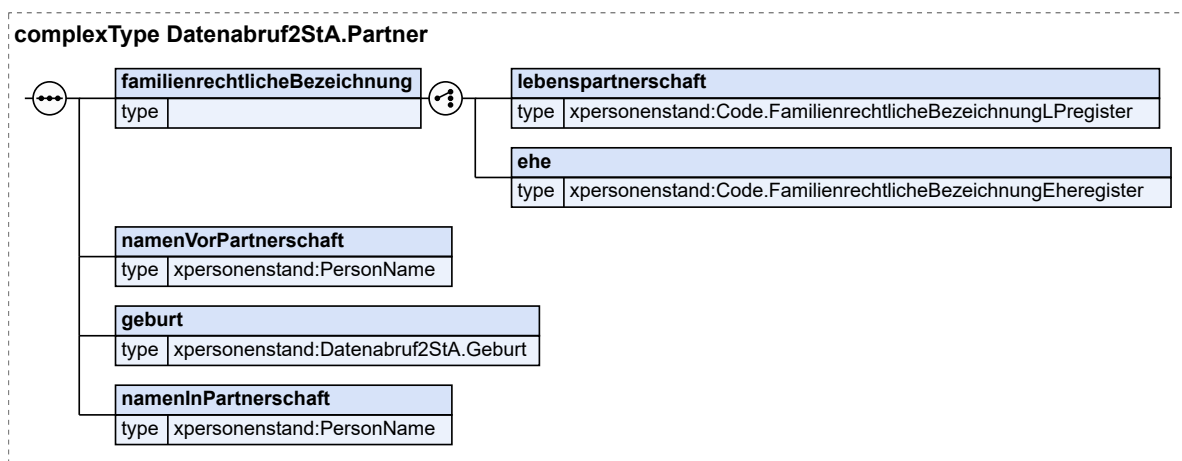 complexType Datenabruf2StA.Partner
familienrechtlicheBezeichnung
type
lebenspartnerschaft
type xpersonenstand:Code.FamilienrechtlicheBezeichnungLPregister
ehe
type xpersonenstand:Code.FamilienrechtlicheBezeichnungEheregister
namenVorPartnerschaft
type xpersonenstand:PersonName
geburt
type xpersonenstand:Datenabruf2StA.Geburt
namenInPartnerschaft
type xpersonenstand:PersonName